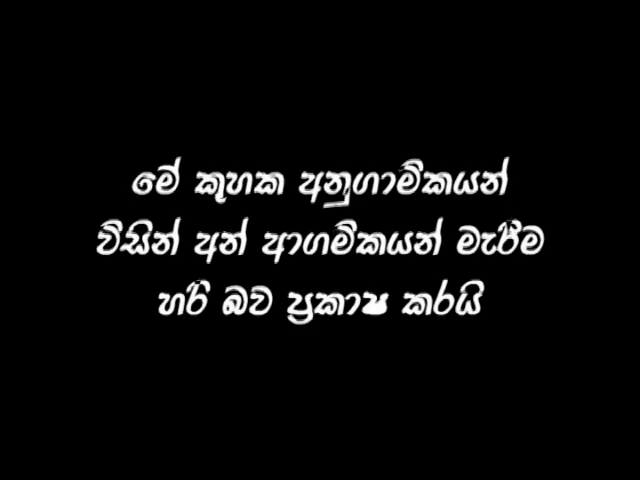 මේ කුහක අනුගාමිකයන්
විසින් අන් ආගමිකයන් මැරීම
හරි බව ප්‍රකාෂ කරයි